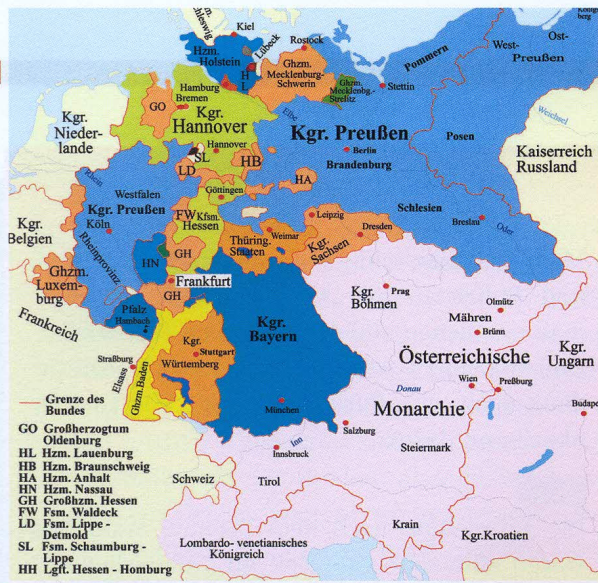 Kiel
Schleswig
Hzm.
Holstein
Lübeck
H
L
Rostock
Ghzm.
Mecklenburg-
Schwerin
Ghzm.
Mecklenbg.-
Strelitz
Pommern
Stettin
West-
Preußen
Ost-
Königs
berg
GO
Hamburg
Bremen
Kgr.
Hannover
Kgr.
Nieder-
lande
Elbe
Kgr. Preußen
Berlin
Brandenburg
Posen
Weichsel
Kaiserreich
Russland
SL
Hannover
LD
HB
HA
Göttingen
Rhein
Westfalen
Kgr. Preußen
Köln
Rheinprovinz
FW
Kfsm.
Hessen
Leipzig
Dresden
Schlesien
Breslau
Oder
Thüring.
Staaten
Weimar
Kgr.
Sachsen
Kgr.
Belgien
HN
GH
Frankfurt
GH
Ghzm.
Luxem-
burg
Frankreich
Pfalz
Hambach
Kgr.
Bayern
Kgr.
Böhmen
Prag
Olmütz
Mähren
Brünn
Österreichische
Monarchie
Kgr.
Ungarn
Straßburg
Elsass
Ghzm.Baden
Kgr.
Stuttgart
Württemberg
Donau
Wien
Preßburg
Budape
München
Salzburg
Inn
Innsbruck
Steiermark
Schweiz
Tirol
Krain
Lombardo- venetianisches
Königreich
Kgr.Kroatien
Grenze des
Bundes
GO Großherzogtum
Oldenburg
HL Hzm. Lauenburg
HB Hzm. Braunschweig
HA Hzm. Anhalt
HN Hzm. Nassau
GH Großhzm. Hessen
FW Fsm. Waldeck
LD Fsm. Lippe -
Detmold
SL Fsm. Schaumburg -
Lippe
HH Lgft. Hessen - Homburg